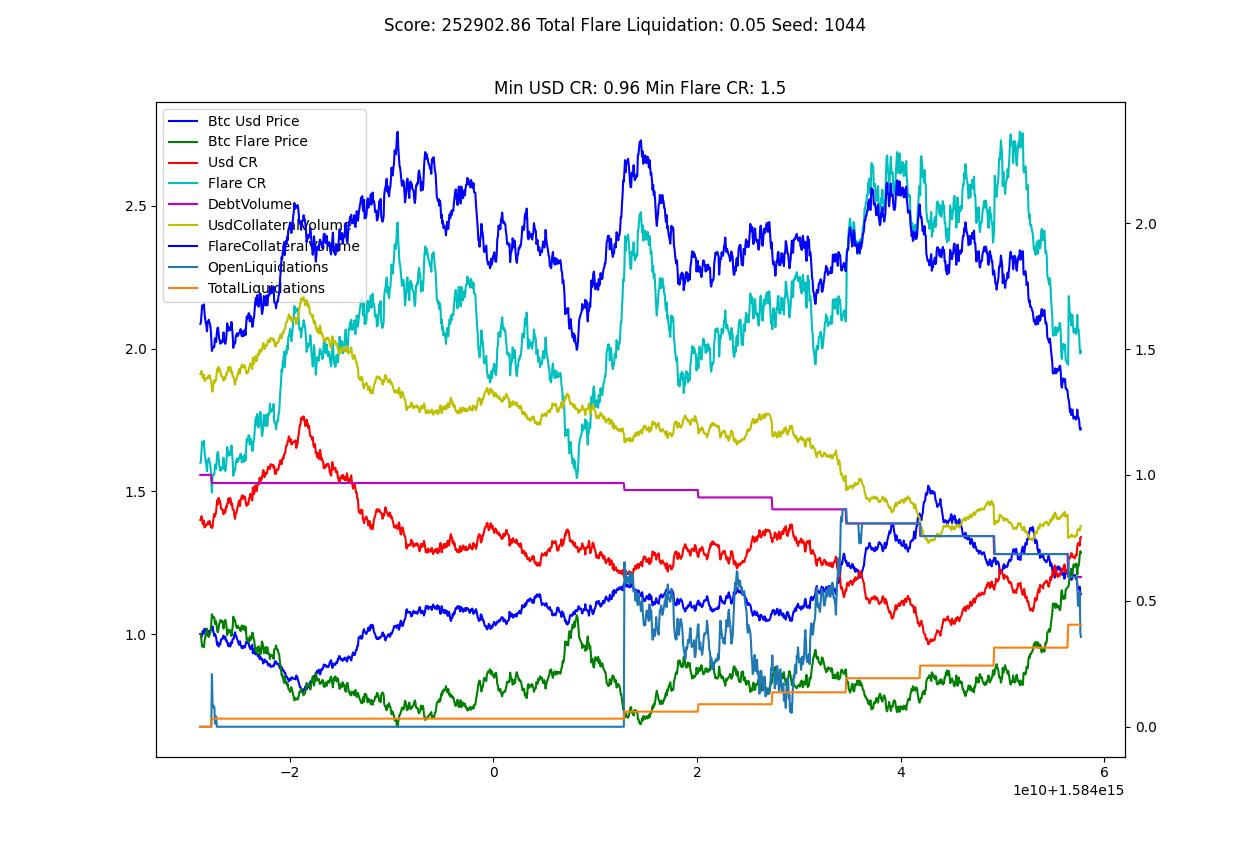 Score: 252902.86 Total Flare Liquidation: 0.05 Seed: 1044
Min USD CR: 0.96 Min Flare CR: 1.5
Btc Usd Price
Btc Flare Price
Usd CR
Flare CR
DebtVolume
UsdCollateralVolume
FlareCollateralVolume
OpenLiquidations
TotalLiquidations
2.5
2.0
1.5
1.0
2.0
1.5
1.0
0.5
0.0
−2
0
2
4
6
1e10+1.584e15